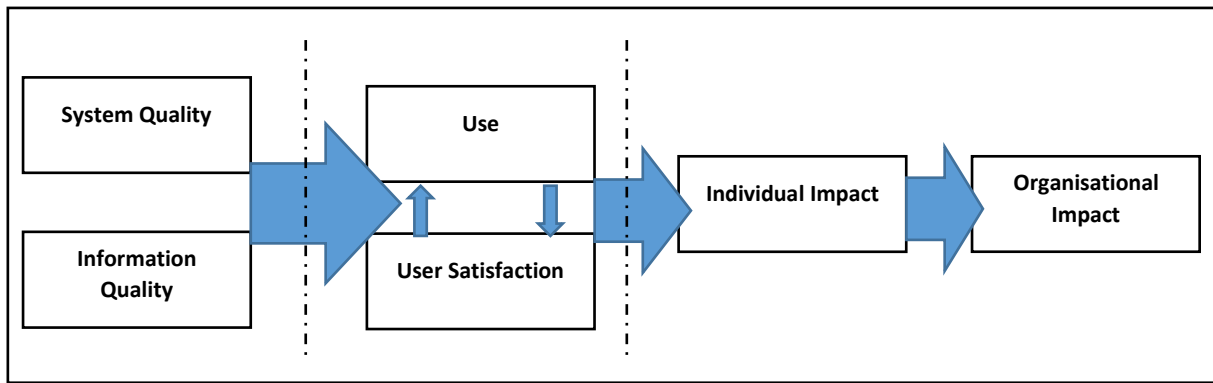 System Quality
Information
Quality
Use
User Satisfaction
Individual Impact
Organisational
Impact